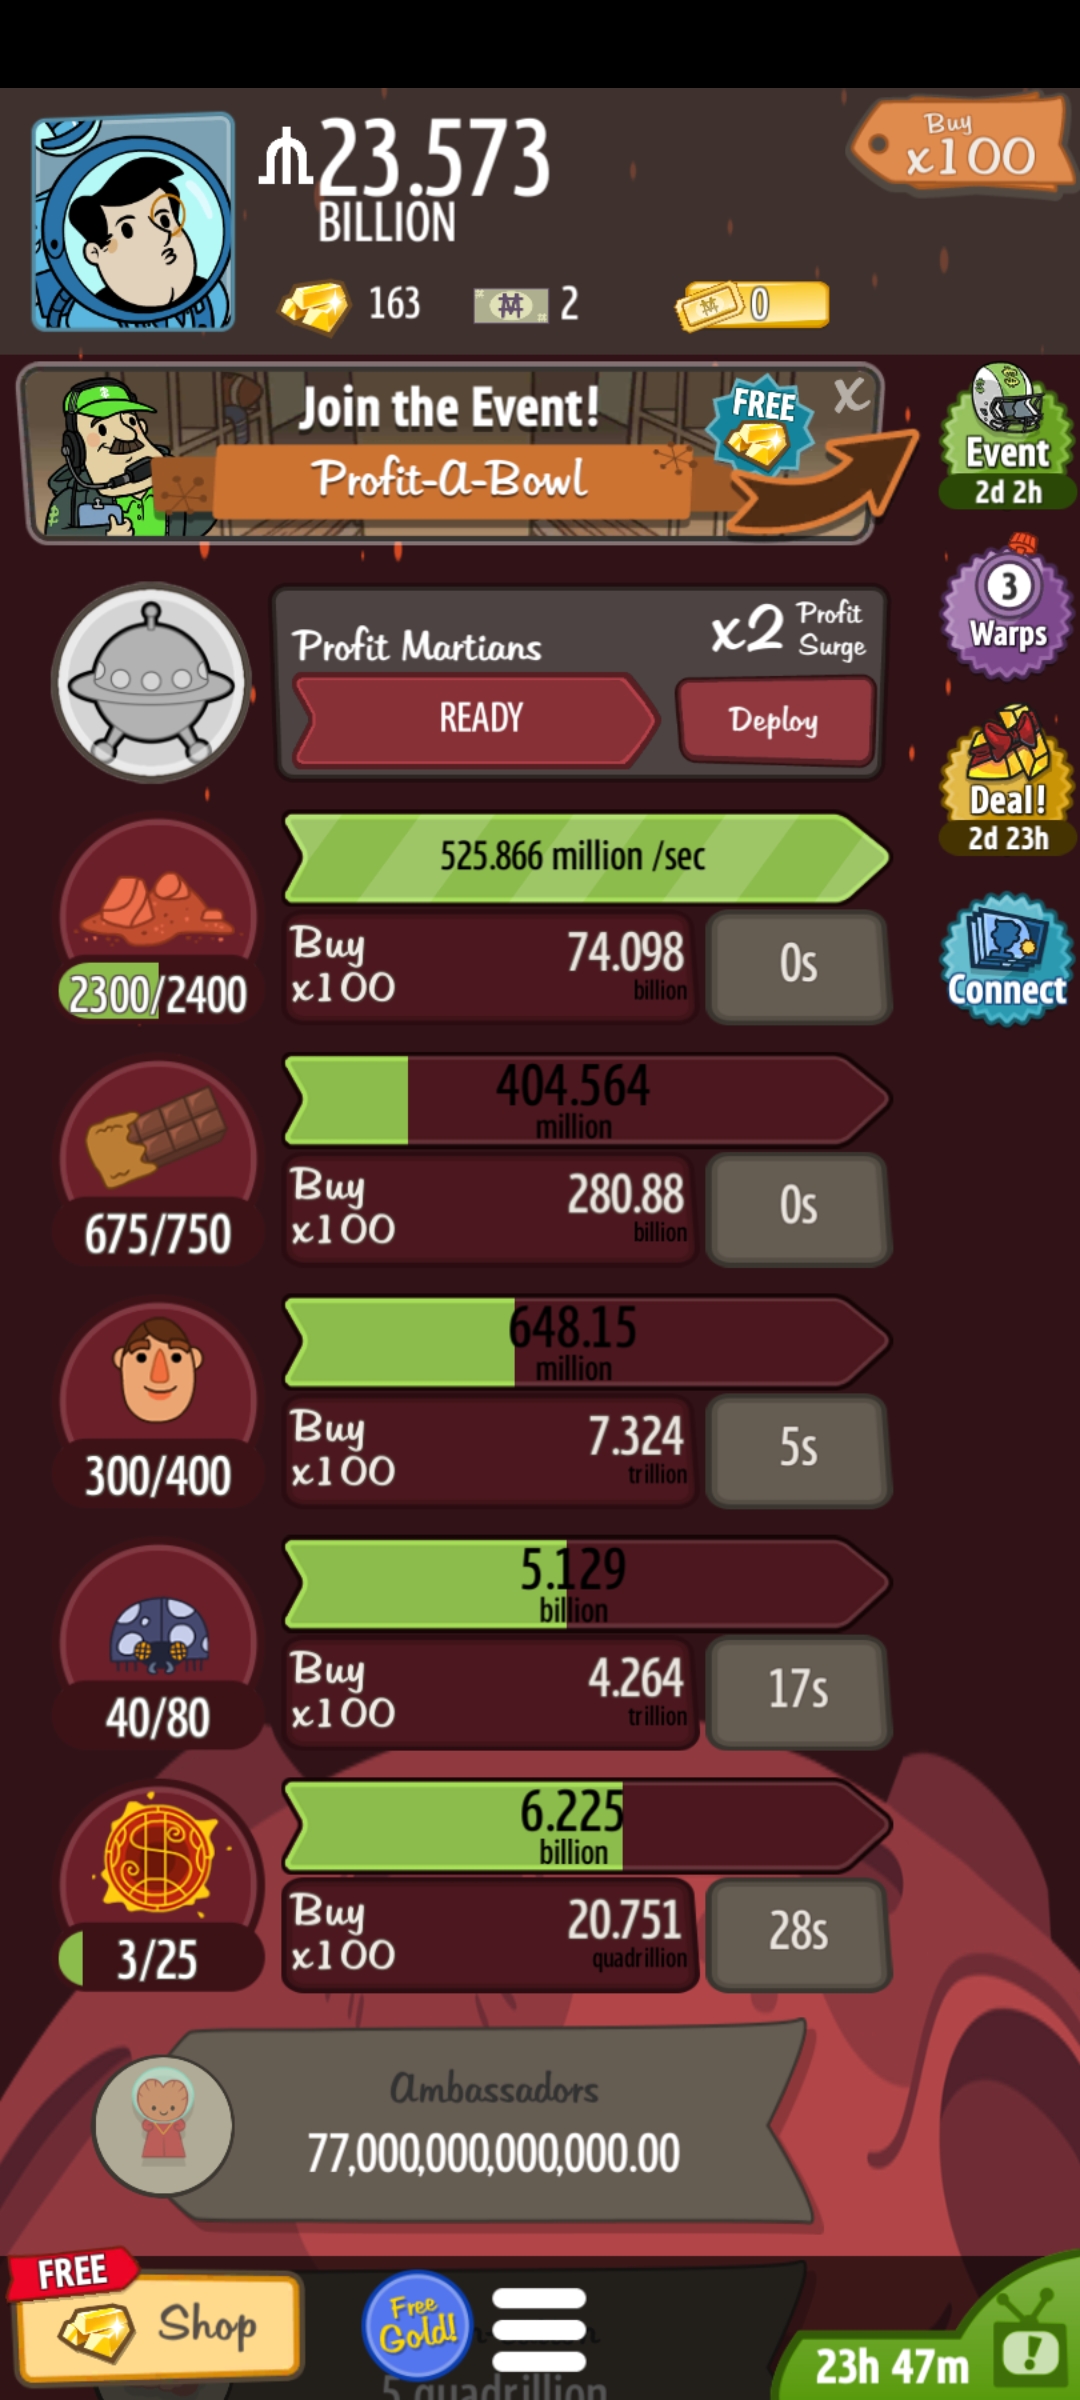 23.573
BILLION
Buy
x100
163
2
0
Join the Event!
FREE
X
Profit-A-Bowl
Event
2d 2h
3
Warps
Profit Martians
x2 Profit
Surge
READY
Deploy
Deal!
2d 23h
525.866 million /sec
Buy
x100
74.098
billion
0s
2300/2400
Connect
404.564
million
Buy
x100
280.88
billion
0s
675/750
648.15
million
Buy
x100
7.324
trillion
5s
300/400
5.129
billion
Buy
x100
4.264
trillion
17s
40/80
6.225
billion
Buy
x100
20.751
quadrillion
28s
3/25
Ambassadors
77,000,000,000,000.00
FREE
Shop
Free
Gold!
5 quadrillion
23h 47m